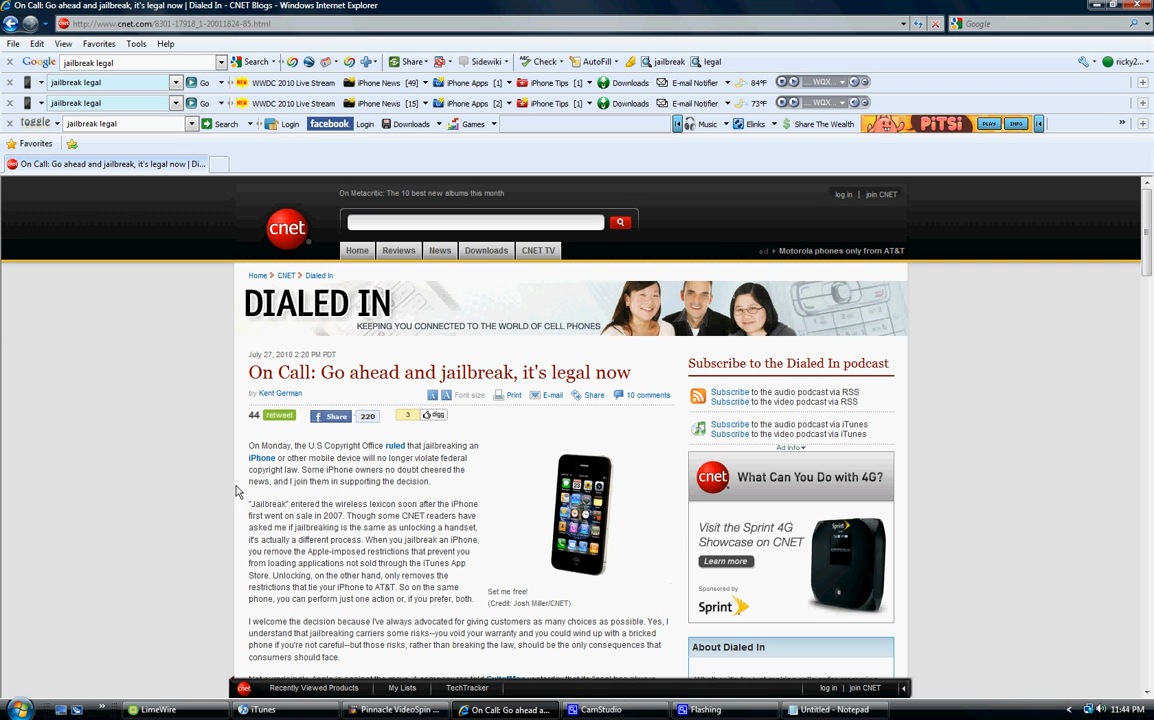 On Call: Go ahead and jailbreak, it's legal now | Dialed In - CNET Blogs - Windows Internet Explorer
http://www.cnet.com/8301-17918_1-20011824-85.html
Google
File Edit View Favorites Tools Help
Google jailbreak legal Search Share Sidewiki Check AutoFill jailbreak legal ricky2...
jailbreak legal Go WWDC 2010 Live Stream iPhone News [49] iPhone Apps [1] iPhone Tips [1] Downloads E-mail Notifier 84°F ... WQX...
jailbreak legal Go WWDC 2010 Live Stream iPhone News [15] iPhone Apps [2] iPhone Tips [1] Downloads E-mail Notifier 73°F ... WQX...
toggle jailbreak legal Search Login facebook Login Downloads Games Music Elinks Share The Wealth PiTSi PLAY INFO
Favorites
On Call: Go ahead and jailbreak, it's legal now | Di...
On Metacritic: The 10 best new albums this month
log in | join CNET
cnet
Home Reviews News Downloads CNET TV
ad Motorola phones only from AT&T
Home > CNET > Dialed In
DIALED IN
KEEPING YOU CONNECTED TO THE WORLD OF CELL PHONES
July 27, 2010 2:20 PM PDT
On Call: Go ahead and jailbreak, it's legal now
by Kent German
A A Font size Print E-mail Share 10 comments
44 retweet Share 220 3 digg
On Monday, the U.S Copyright Office ruled that jailbreaking an
iPhone or other mobile device will no longer violate federal
copyright law. Some iPhone owners no doubt cheered the
news, and I join them in supporting the decision.
"Jailbreak" entered the wireless lexicon soon after the iPhone
first went on sale in 2007. Though some CNET readers have
asked me if jailbreaking is the same as unlocking a handset,
it's actually a different process. When you jailbreak an iPhone,
you remove the Apple-imposed restrictions that prevent you
from loading applications not sold through the iTunes App
Store. Unlocking, on the other hand, only removes the
restrictions that tie your iPhone to AT&T. So on the same
phone, you can perform just one action or, if you prefer, both.
Set me free!
(Credit: Josh Miller/CNET)
I welcome the decision because I've always advocated for giving customers as many choices as possible. Yes, I
understand that jailbreaking carriers some risks--you void your warranty and you could wind up with a bricked
phone if you're not careful--but those risks, rather than breaking the law, should be the only consequences that
consumers should face.
Subscribe to the Dialed In podcast
Subscribe to the audio podcast via RSS
Subscribe to the video podcast via RSS
Subscribe to the audio podcast via iTunes
Subscribe to the video podcast via iTunes
Ad Info
cnet What Can You Do with 4G?
Visit the Sprint 4G
Showcase on CNET
Learn more
Sponsored by
Sprint
About Dialed In
Recently Viewed Products My Lists TechTracker log in | join CNET
LimeWire iTunes Pinnacle VideoSpin ... On Call: Go ahead a... CamStudio Flashing Untitled - Notepad 11:44 PM